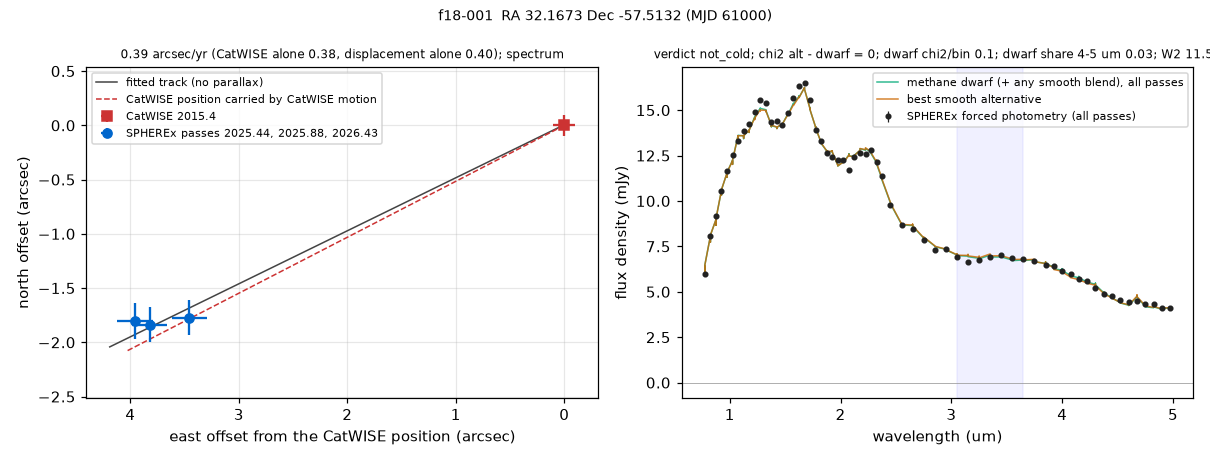 f18-001  RA 32.1673 Dec -57.5132 (MJD 61000)
0.39 arcsec/yr (CatWISE alone 0.38, displacement alone 0.40); spectrum
fitted track (no parallax)
CatWISE position carried by CatWISE motion
CatWISE 2015.4
SPHEREx passes 2025.44, 2025.88, 2026.43
0.5
0.0
−0.5
−1.0
−1.5
−2.0
−2.5
north offset (arcsec)
4
3
2
1
0
east offset from the CatWISE position (arcsec)
verdict not_cold; chi2 alt - dwarf = 0; dwarf chi2/bin 0.1; dwarf share 4-5 um 0.03; W2 11.5
methane dwarf (+ any smooth blend), all passes
best smooth alternative
SPHEREx forced photometry (all passes)
15.0
12.5
10.0
7.5
5.0
2.5
0.0
flux density (mJy)
1
2
3
4
5
wavelength (um)